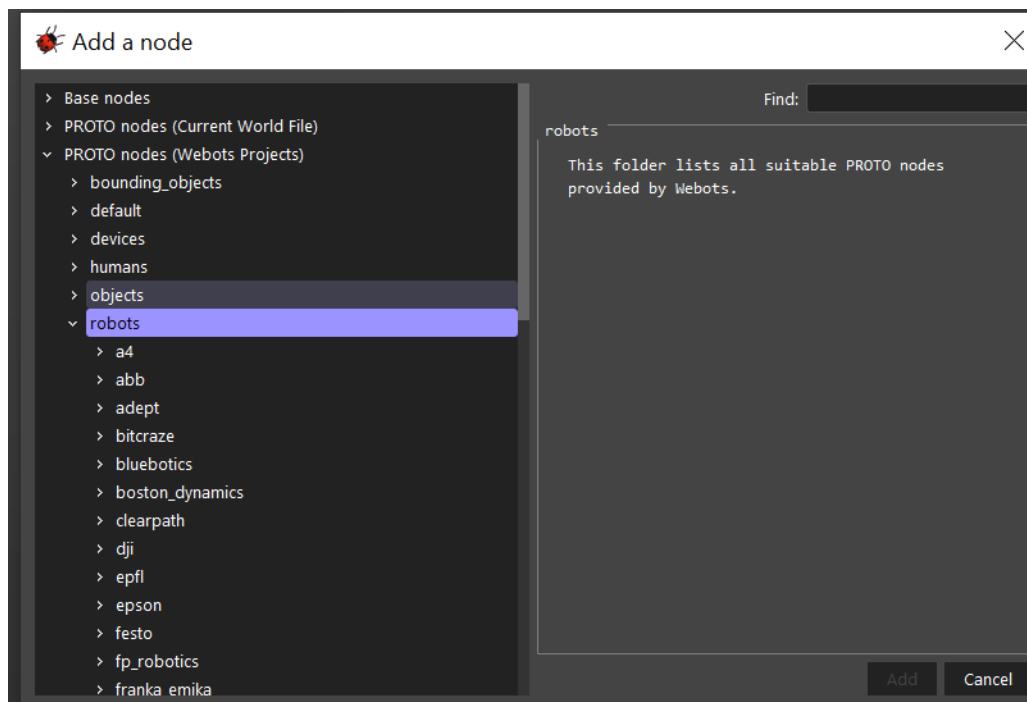 Add a node
Base nodes
PROTO nodes (Current World File)
PROTO nodes (Webots Projects)
bounding_objects
default
devices
humans
objects
robots
a4
abb
adept
bitcraze
bluebotics
boston_dynamics
clearpath
dji
epfl
epson
festo
fp_robotics
franka_emika
Find:
robots
This folder lists all suitable PROTO nodes
provided by Webots.
Add
Cancel